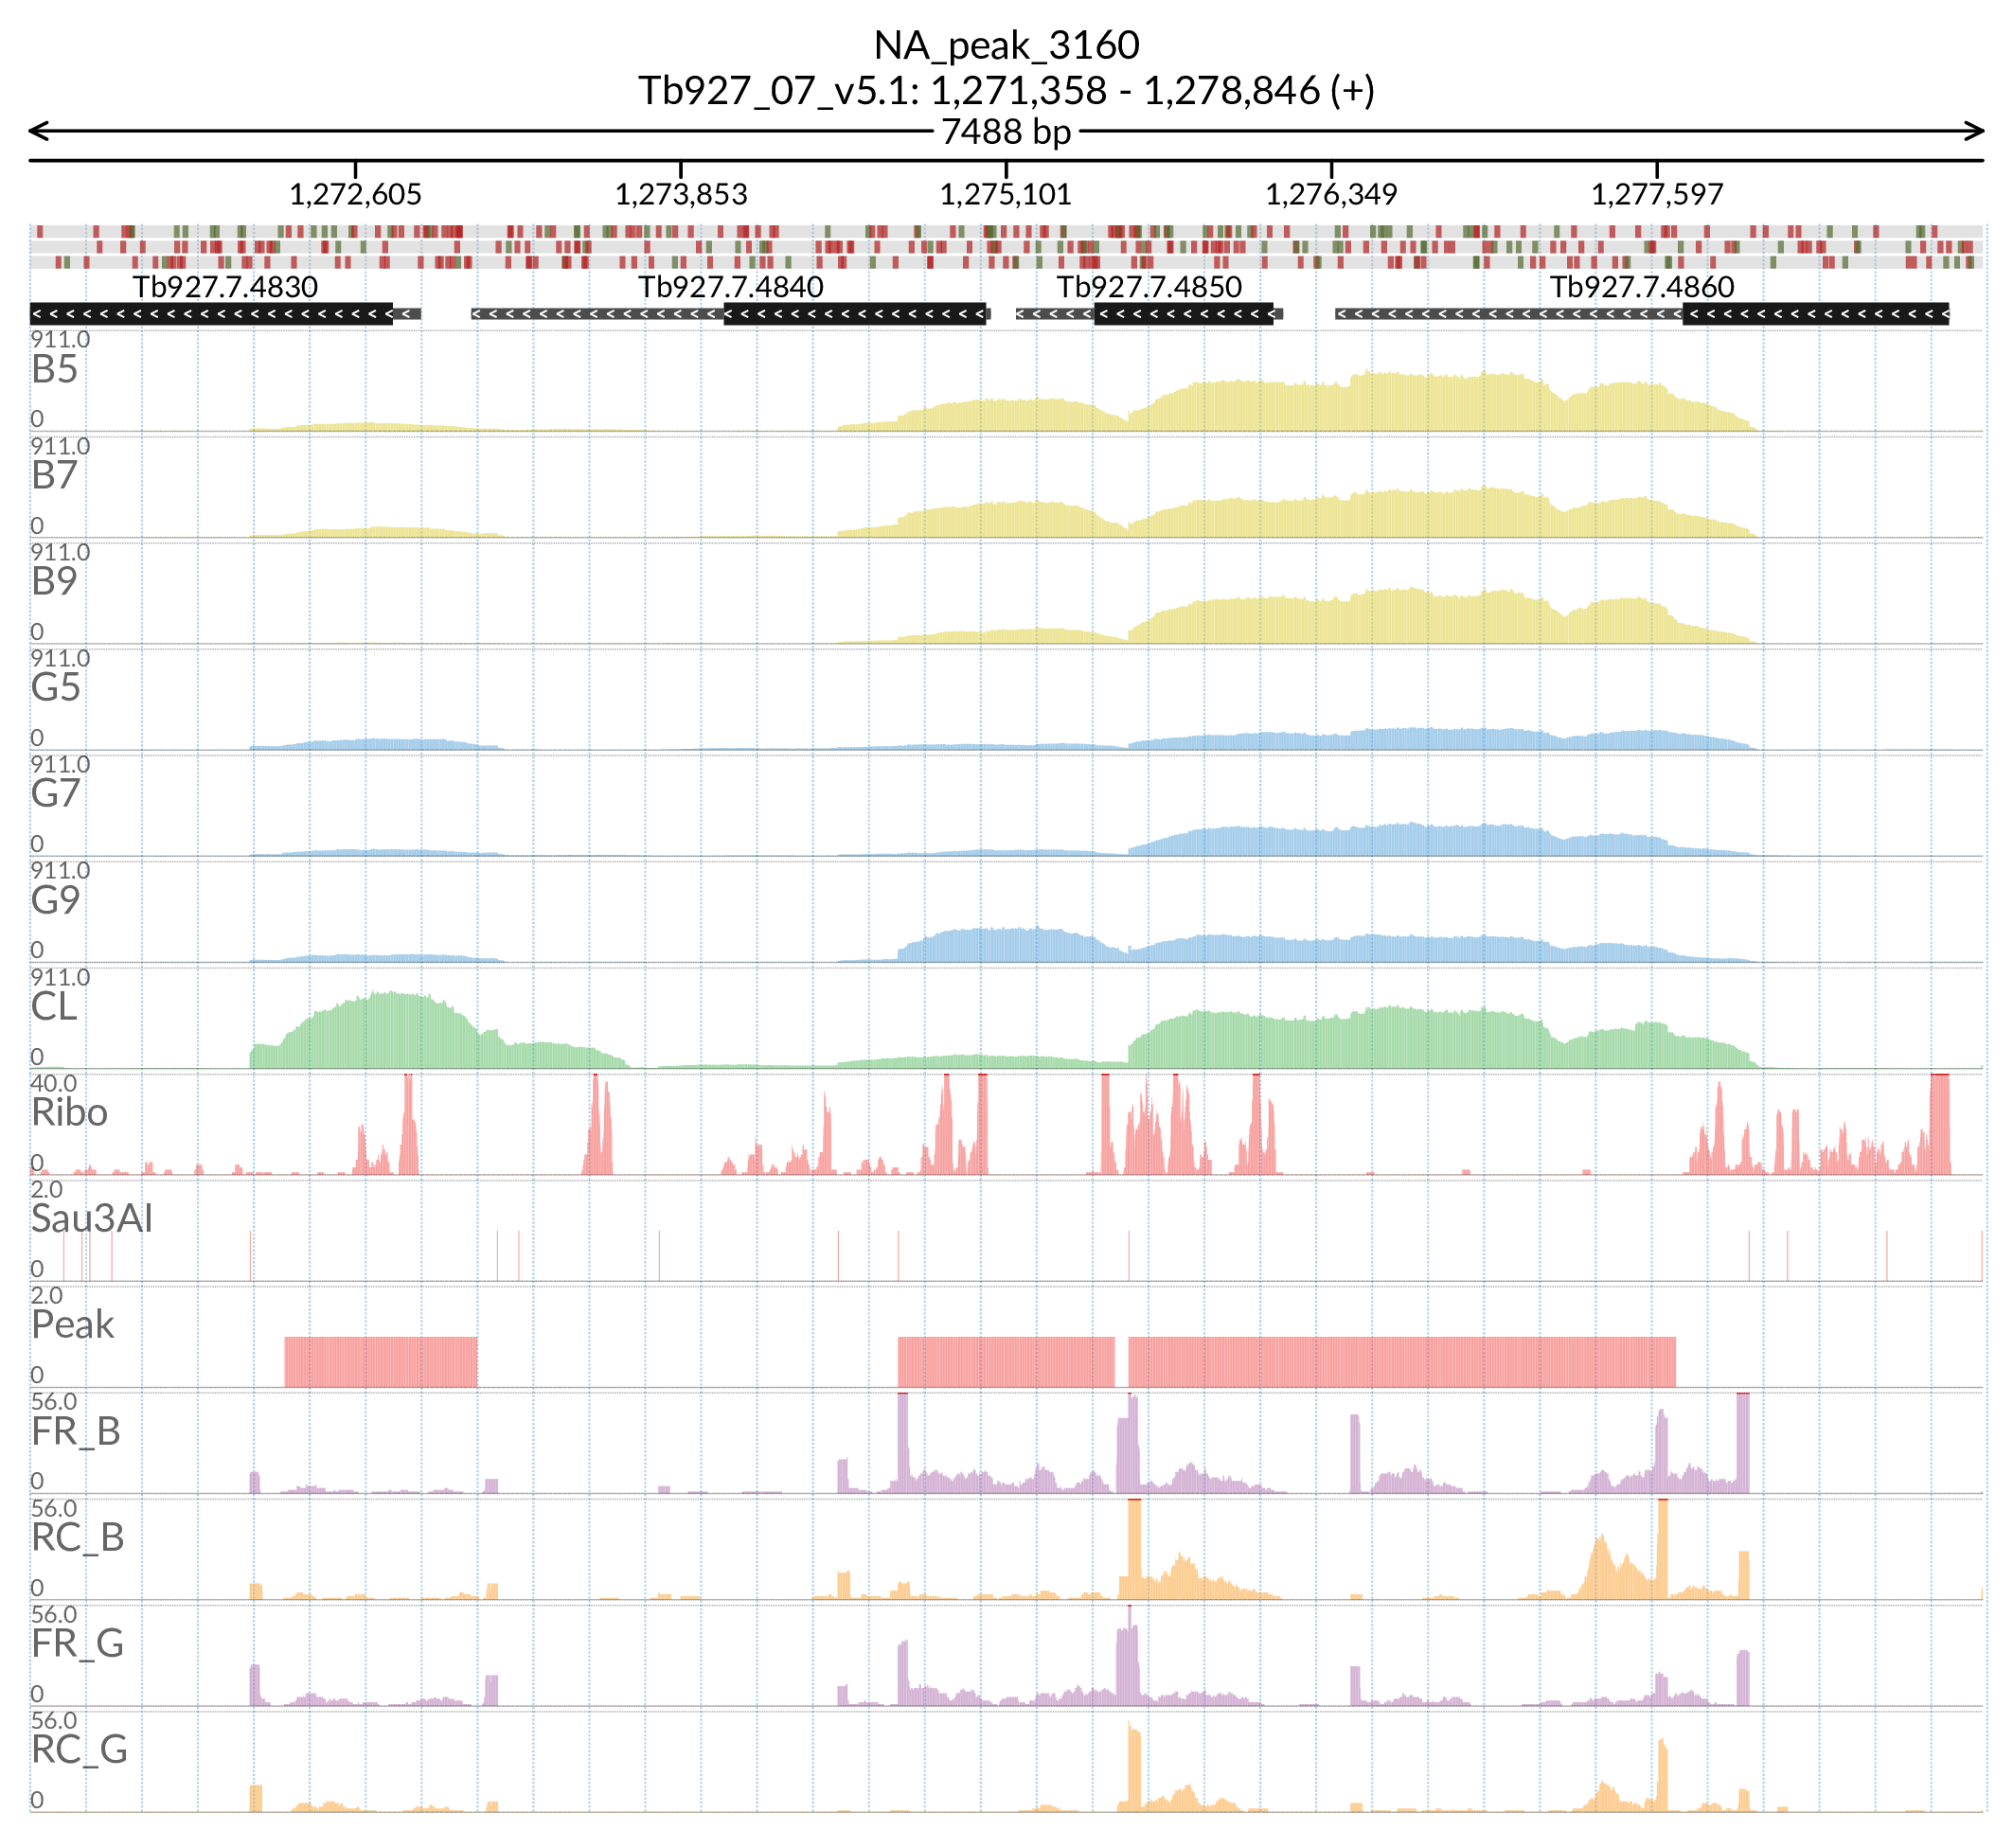 NA_peak_3160
Tb927_07_v5.1: 1,271,358 - 1,278,846 (+)
7488 bp
1,272,605 1,273,853 1,275,101 1,276,349 1,277,597
Tb927.7.4830 Tb927.7.4840 Tb927.7.4850 Tb927.7.4860
911.0
B5
0
911.0
B7
0
911.0
B9
0
911.0
G5
0
911.0
G7
0
911.0
G9
0
911.0
CL
0
40.0
Ribo
0
2.0
Sau3AI
0
2.0
Peak
0
56.0
FR_B
0
56.0
RC_B
0
56.0
FR_G
0
56.0
RC_G
0